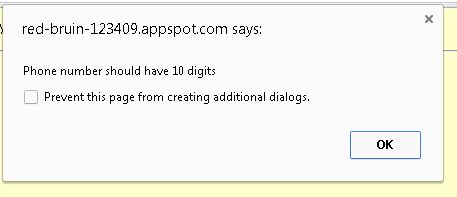 red-bruin-123409.appspot.com says:
Phone number should have 10 digits
Prevent this page from creating additional dialogs.
OK